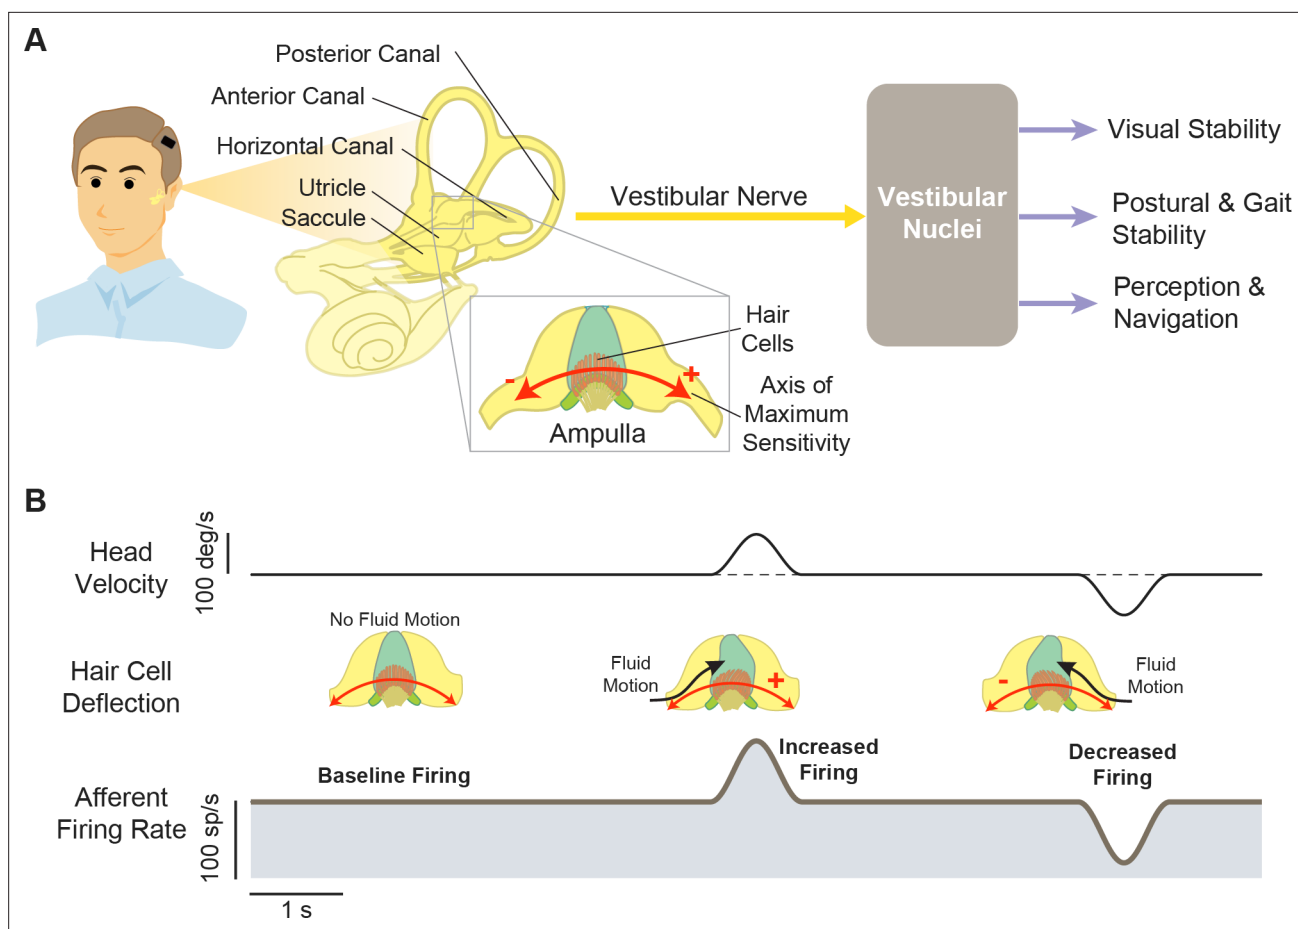 A
Posterior Canal
Anterior Canal
Horizontal Canal
Utricle
Saccule
Vestibular Nerve
Vestibular
Nuclei
Visual Stability
Postural & Gait
Stability
Perception &
Navigation
Hair
Cells
-
+
Axis of
Maximum
Sensitivity
Ampulla
B
Head
Velocity
100 deg/s
No Fluid Motion
Hair Cell
Deflection
Fluid
Motion
+
-
Fluid
Motion
Afferent
Firing Rate
100 sp/s
Baseline Firing
Increased
Firing
Decreased
Firing
1 s